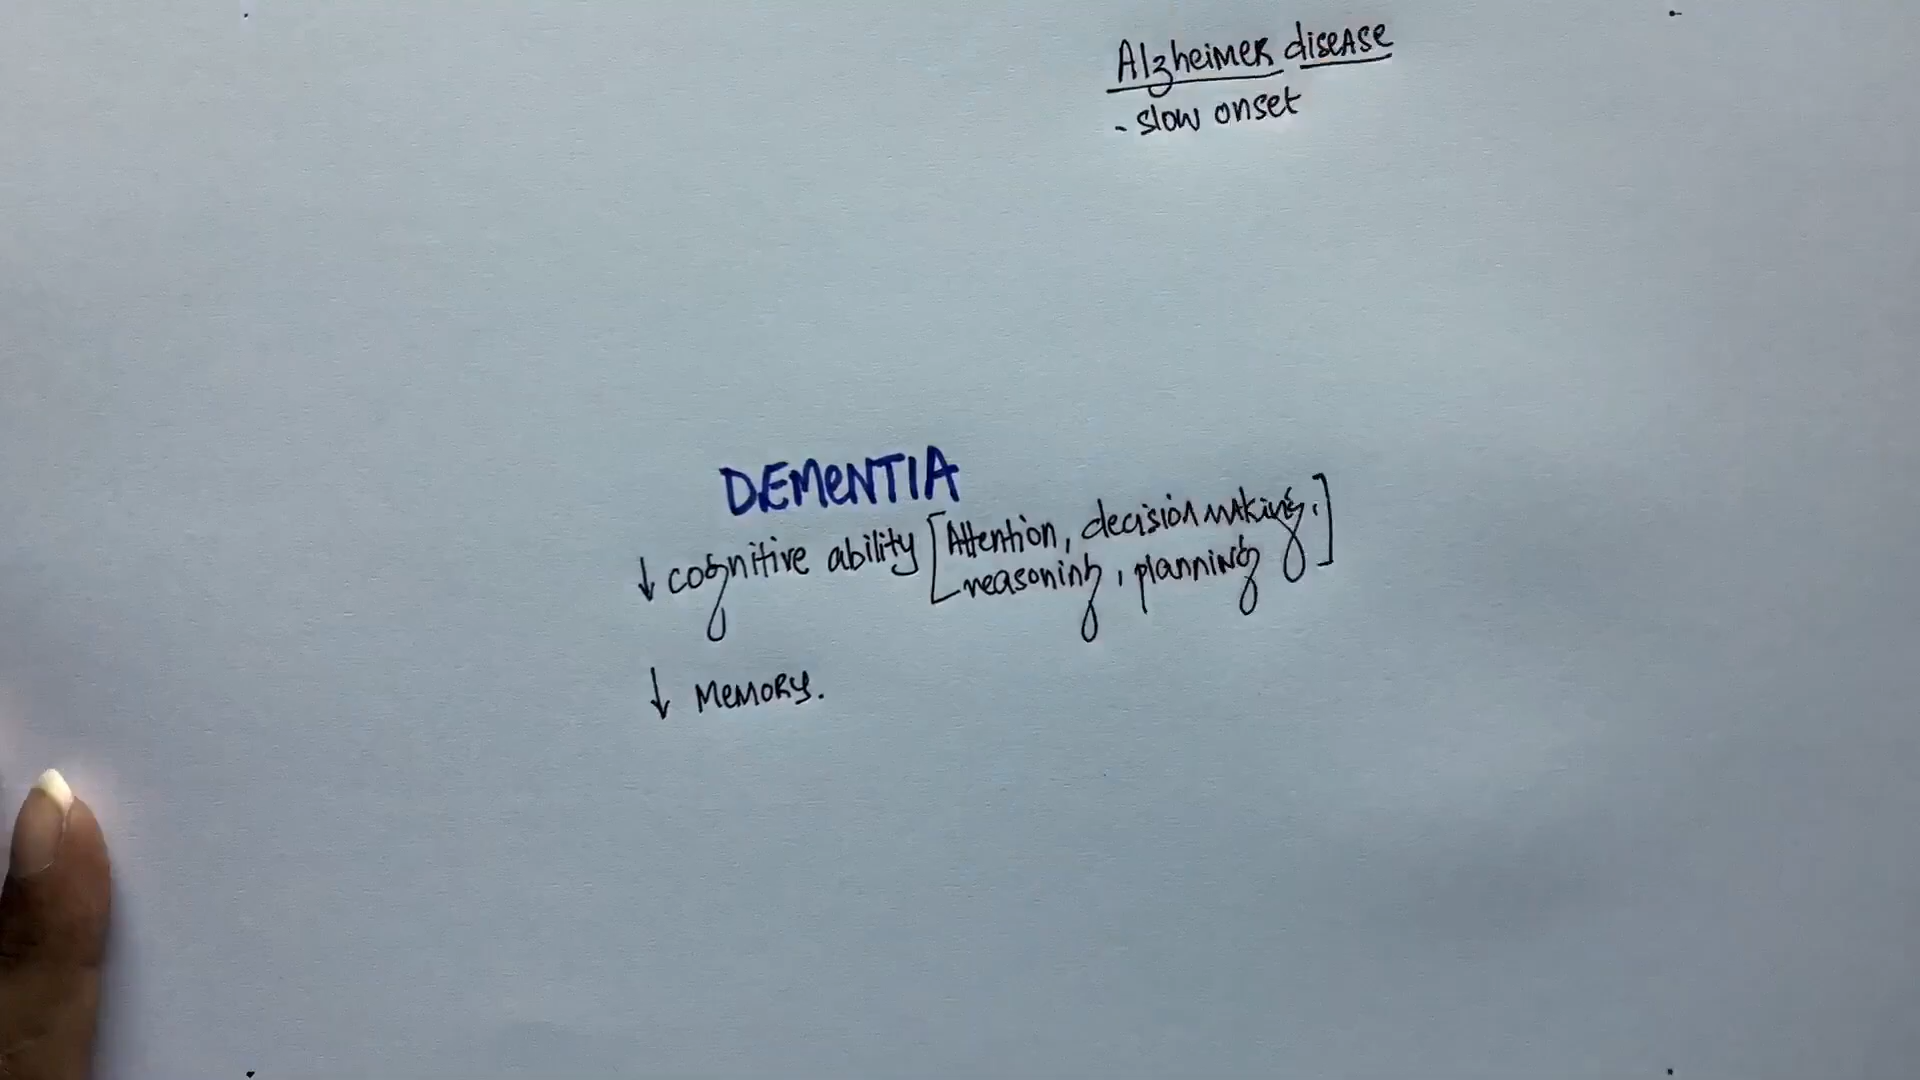 Alzheimer disease
- slow onset
DEMENTIA
↓ cognitive ability [Attention, decision making,
reasoning, planning]
↓ Memory.